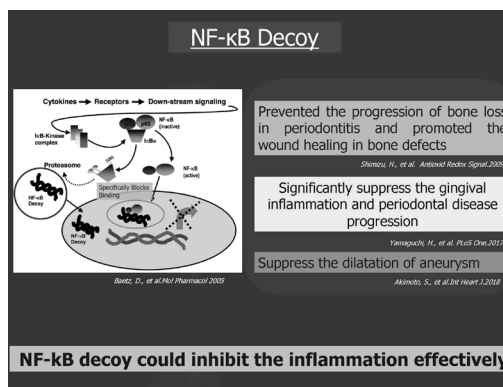 NF-κB Decoy
Cytokines → Receptors → Down-stream signaling
IκB-Kinase
complex
p65
NF-κB
(inactive)
IκBα
Proteasome
NF-κB
(active)
Specifically Blocks
binding
NF-κB
Decoy
NF-κB
Decoy
Baetz, D., et al.Mol Pharmacol 2005
Prevented the progression of bone loss
in periodontitis and promoted the
wound healing in bone defects
Shimizu, H., et al. Antioxid Redox Signal.2009
Significantly suppress the gingival
inflammation and periodontal disease
progression
Yamaguchi, H., et al. PLoS One.2017
Suppress the dilatation of aneurysm
Akimoto, S., et al.Int Heart J.2018
NF-kB decoy could inhibit the inflammation effectively